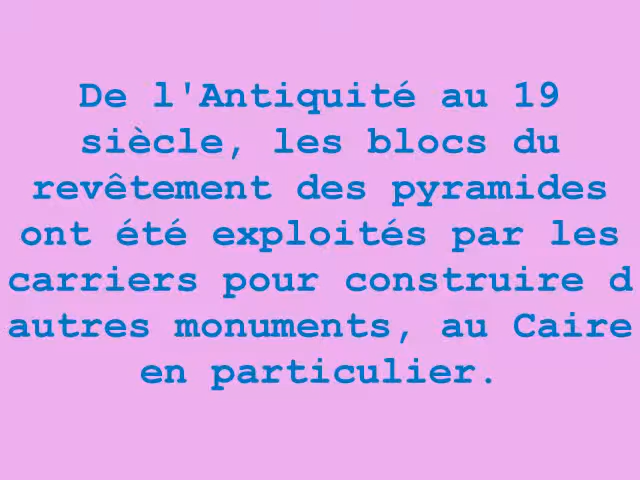 De l'Antiquité au 19
siècle, les blocs du
revêtement des pyramides
ont été exploités par les
carriers pour construire d
autres monuments, au Caire
en particulier.